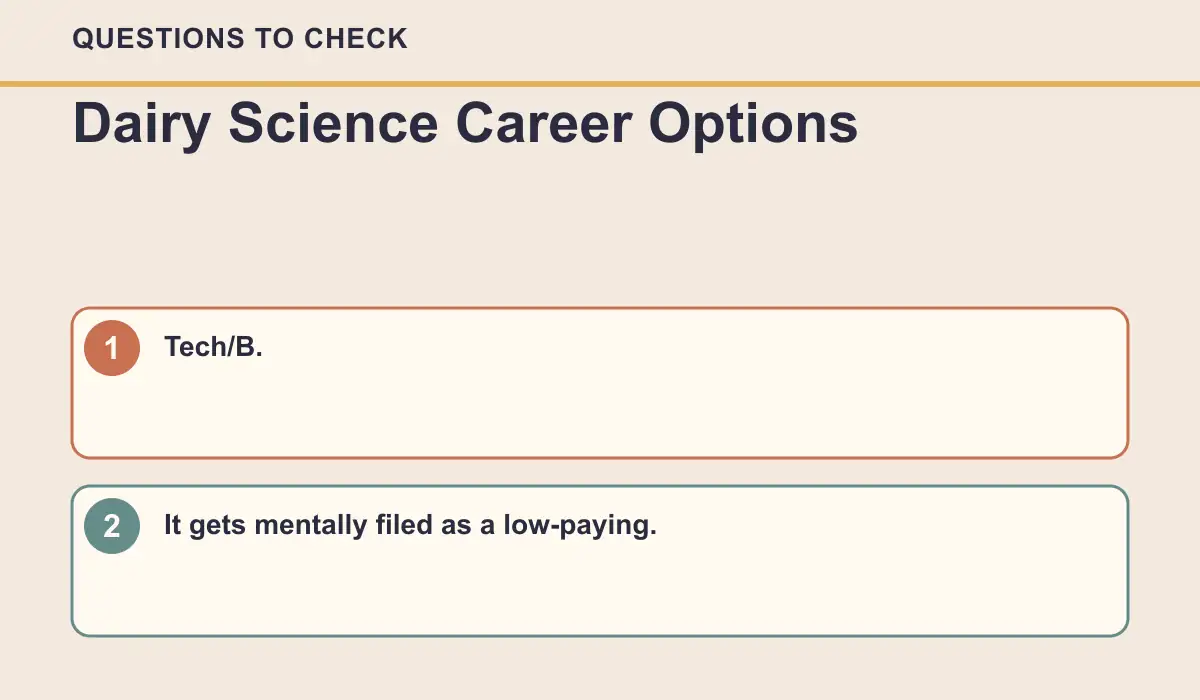 QUESTIONS TO CHECK
Dairy Science Career Options
1 Tech/B.
2 It gets mentally filed as a low-paying.